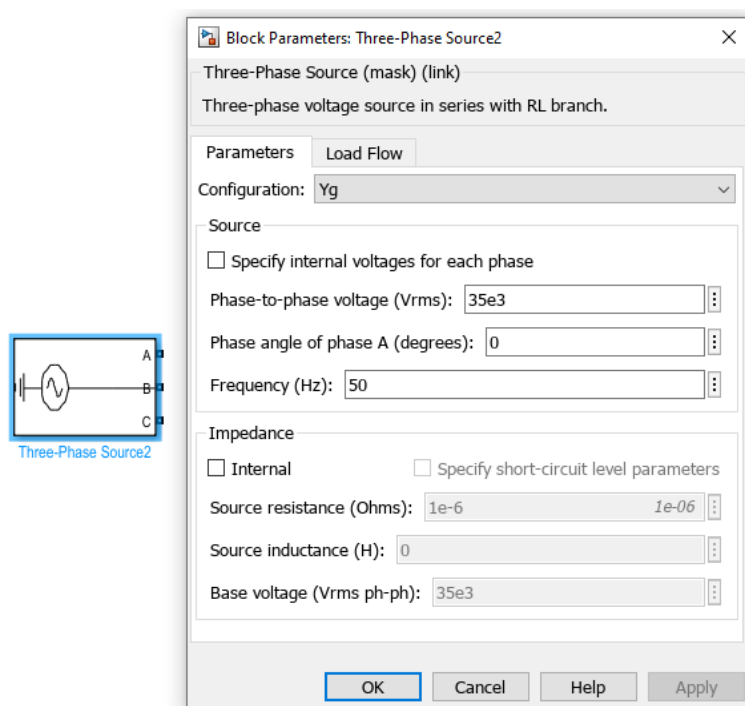 Block Parameters: Three-Phase Source2
Three-Phase Source (mask) (link)
Three-phase voltage source in series with RL branch.
Parameters Load Flow
Configuration: Yg
Source
Specify internal voltages for each phase
Phase-to-phase voltage (Vrms): 35e3
Phase angle of phase A (degrees): 0
Frequency (Hz): 50
A
B
C
Three-Phase Source2
Impedance
Internal Specify short-circuit level parameters
Source resistance (Ohms): 1e-6 1e-06
Source inductance (H): 0
Base voltage (Vrms ph-ph): 35e3
OK Cancel Help Apply